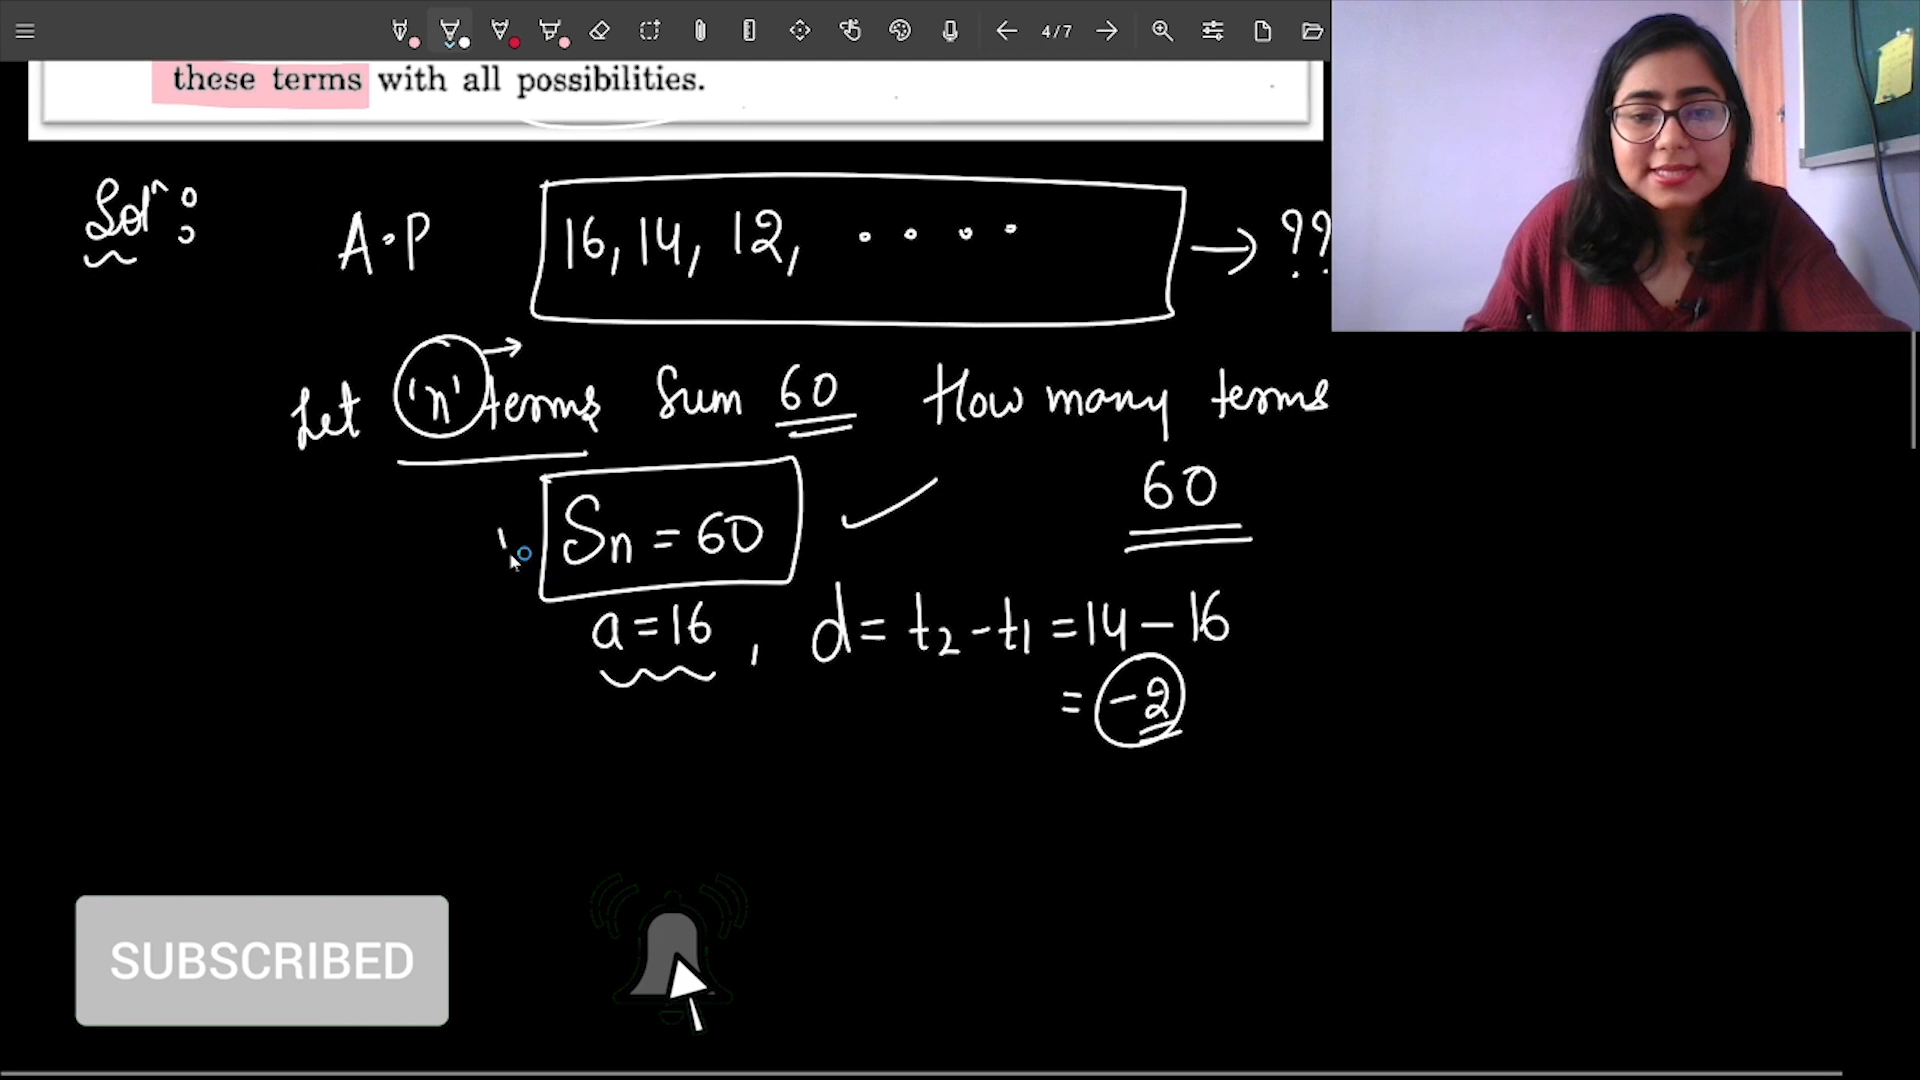 4/7
these terms with all possibilities.
Solⁿ:
A.P 16, 14, 12, .... → ??
Let 'n' terms Sum 60 How many terms
60
Sn = 60
a = 16, d = t2 - t1 = 14 - 16
= -2
SUBSCRIBED